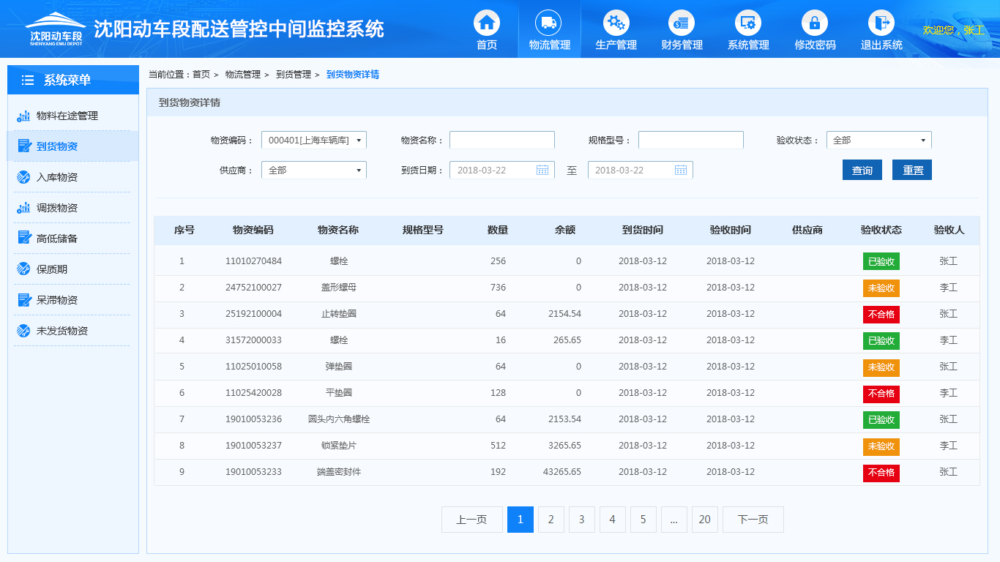 沈阳动车段
SHENYANG EMU DEPOT
沈阳动车段配送管控中间监控系统
首页 物流管理 生产管理 财务管理 系统管理 修改密码 退出系统
欢迎您，张工
系统菜单
物料在途管理
到货物资
入库物资
调拨物资
高低储备
保质期
呆滞物资
未发货物资
当前位置：首页 > 物流管理 > 到货管理 > 到货物资详情
到货物资详情
物资编码： 000401[上海车辆库] 物资名称： 规格型号： 验收状态： 全部
供应商： 全部 到货日期： 2018-03-22 至 2018-03-22 查询 重置
序号 物资编码 物资名称 规格型号 数量 余额 到货时间 验收时间 供应商 验收状态 验收人
1 11010270484 螺栓 256 0 2018-03-12 2018-03-12 已验收 张工
2 24752100027 盖形螺母 736 0 2018-03-12 2018-03-12 未验收 李工
3 25192100004 止转垫圆 64 2154.54 2018-03-12 2018-03-12 不合格 张工
4 31572000033 螺栓 16 265.65 2018-03-12 2018-03-12 已验收 李工
5 11025010058 弹垫圆 64 0 2018-03-12 2018-03-12 未验收 张工
6 11025420028 平垫圆 128 0 2018-03-12 2018-03-12 不合格 李工
7 19010053236 圆头内六角螺栓 64 2153.54 2018-03-12 2018-03-12 已验收 张工
8 19010053237 锁紧垫片 512 3265.65 2018-03-12 2018-03-12 未验收 李工
9 19010053233 端盖密封件 192 43265.65 2018-03-12 2018-03-12 不合格 张工
上一页 1 2 3 4 5 ... 20 下一页